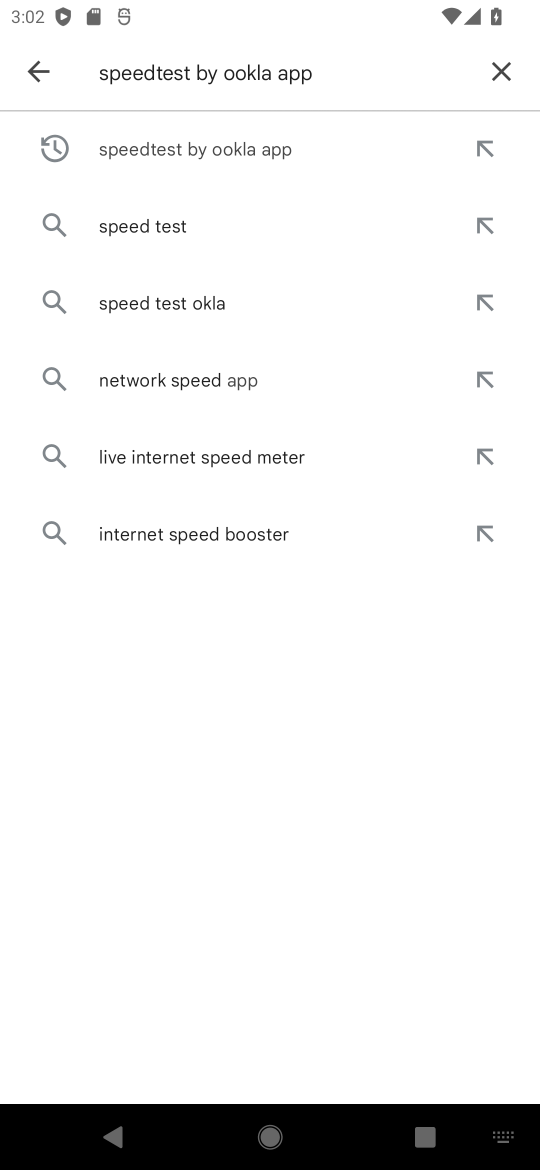 3:02
speedtest by ookla app
speedtest by ookla app
speed test
speed test okla
network speed app
live internet speed meter
internet speed booster